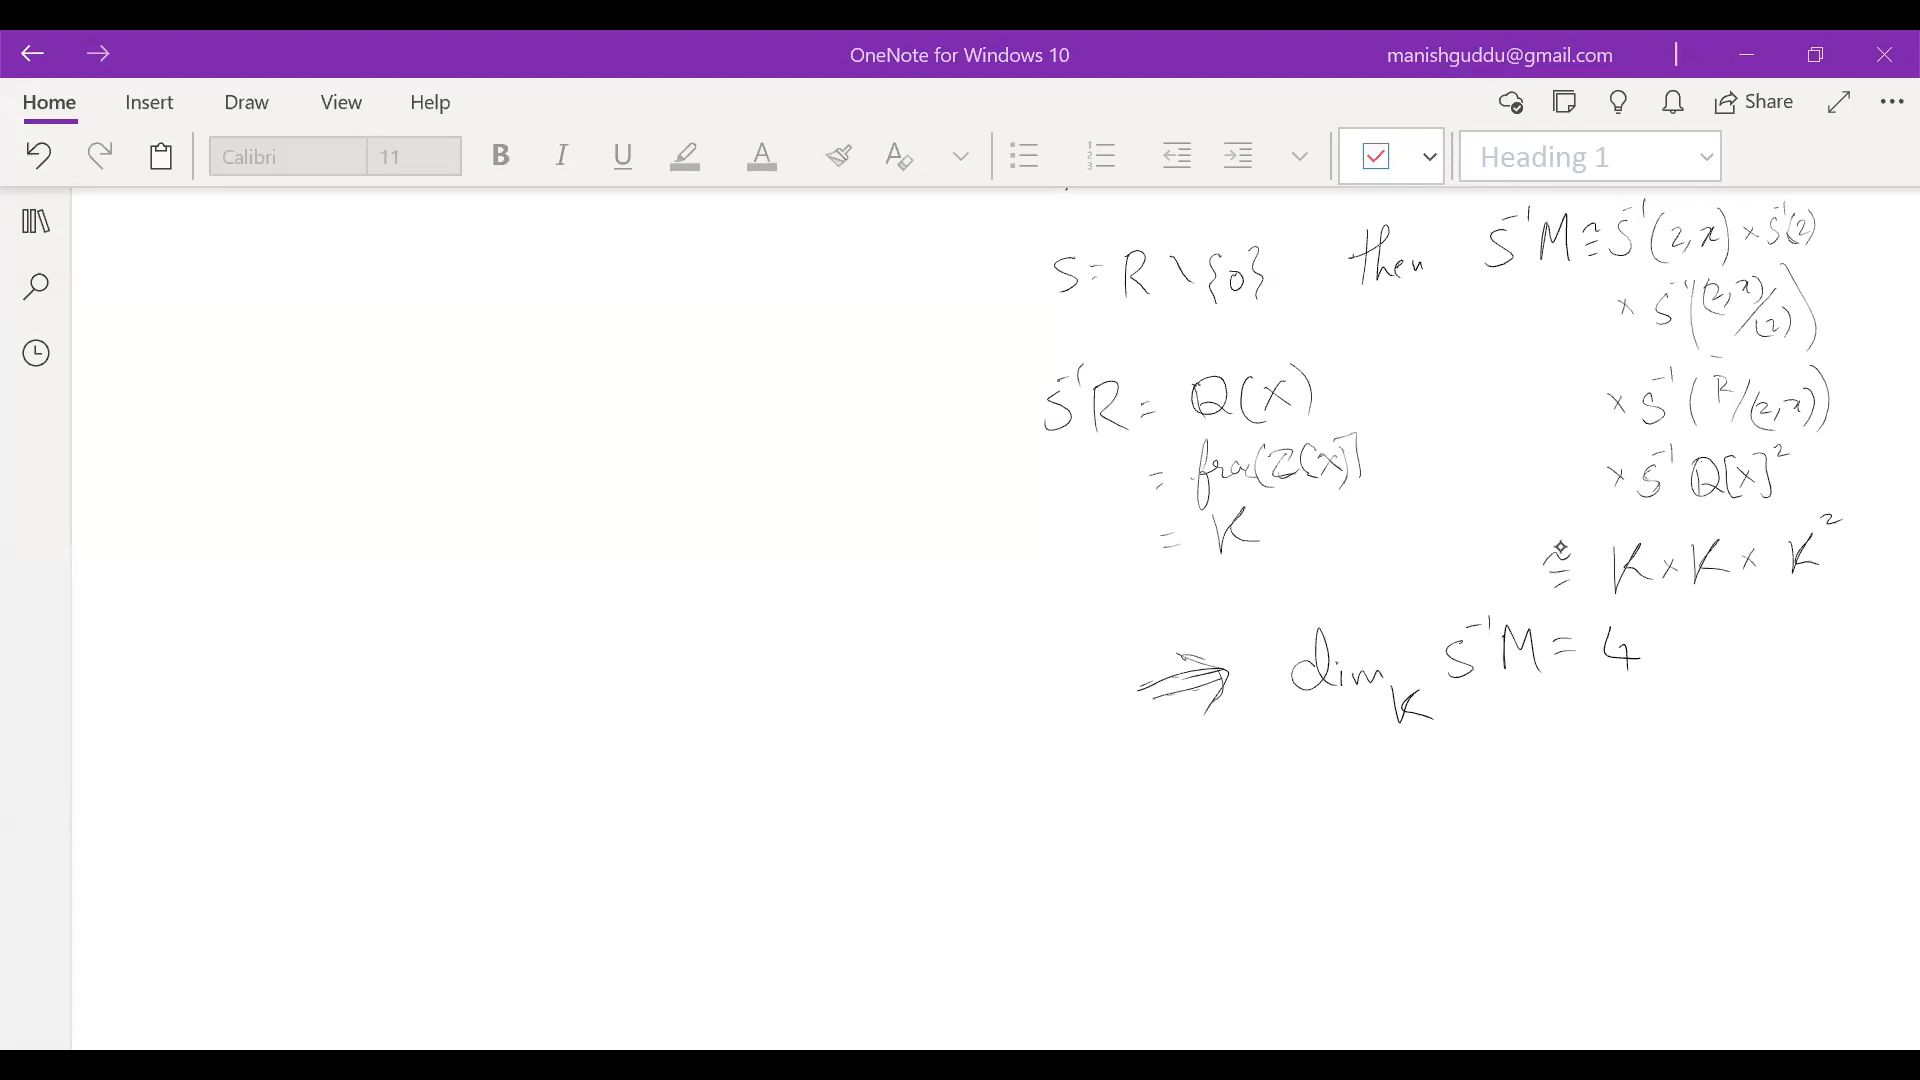 OneNote for Windows 10
manishguddu@gmail.com
Home Insert Draw View Help
Share
Calibri 11 B I U A A Heading 1
S = R \ {0} then S⁻¹M ≅ S⁻¹(2,x) × S⁻¹(2)
× S⁻¹((2,x)/(2))
S⁻¹R = Q(X) × S⁻¹(R/(2,x))
= frac(Z[X]) × S⁻¹ Q[X]²
= K
≅ K × K × K²
⇒ dim_K S⁻¹M = 4